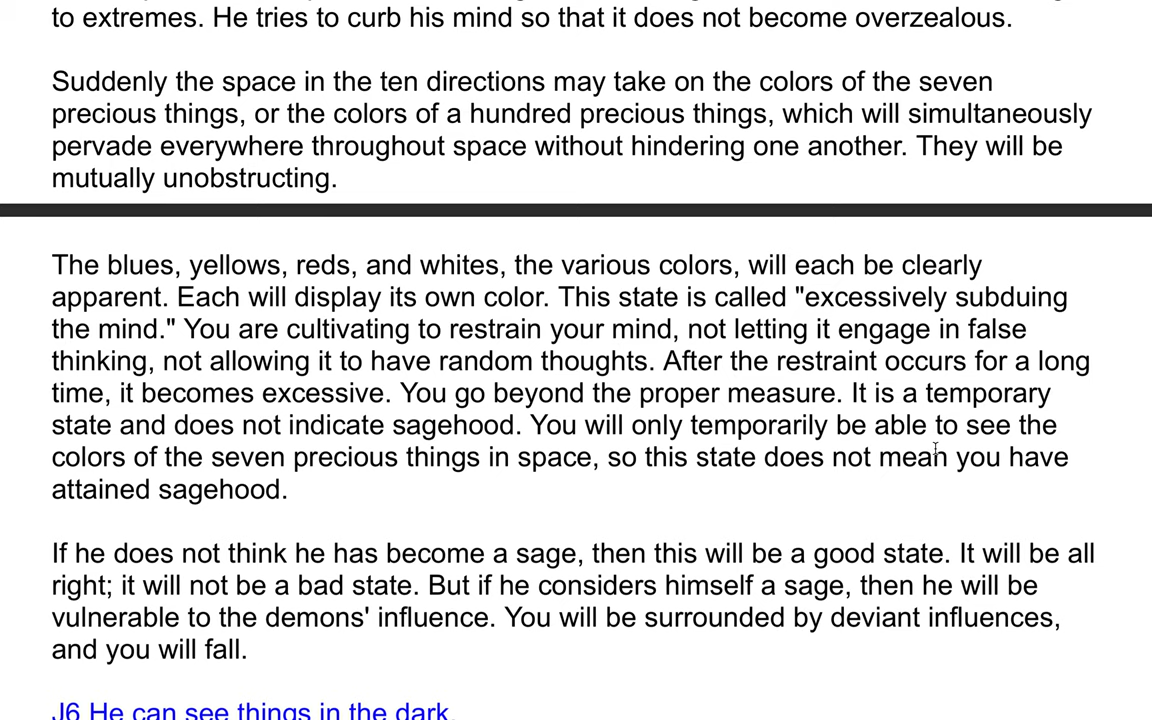 to extremes. He tries to curb his mind so that it does not become overzealous.
Suddenly the space in the ten directions may take on the colors of the seven
precious things, or the colors of a hundred precious things, which will simultaneously
pervade everywhere throughout space without hindering one another. They will be
mutually unobstructing.
The blues, yellows, reds, and whites, the various colors, will each be clearly
apparent. Each will display its own color. This state is called "excessively subduing
the mind." You are cultivating to restrain your mind, not letting it engage in false
thinking, not allowing it to have random thoughts. After the restraint occurs for a long
time, it becomes excessive. You go beyond the proper measure. It is a temporary
state and does not indicate sagehood. You will only temporarily be able to see the
colors of the seven precious things in space, so this state does not mean you have
attained sagehood.
If he does not think he has become a sage, then this will be a good state. It will be all
right; it will not be a bad state. But if he considers himself a sage, then he will be
vulnerable to the demons' influence. You will be surrounded by deviant influences,
and you will fall.
J6 He can see things in the dark.